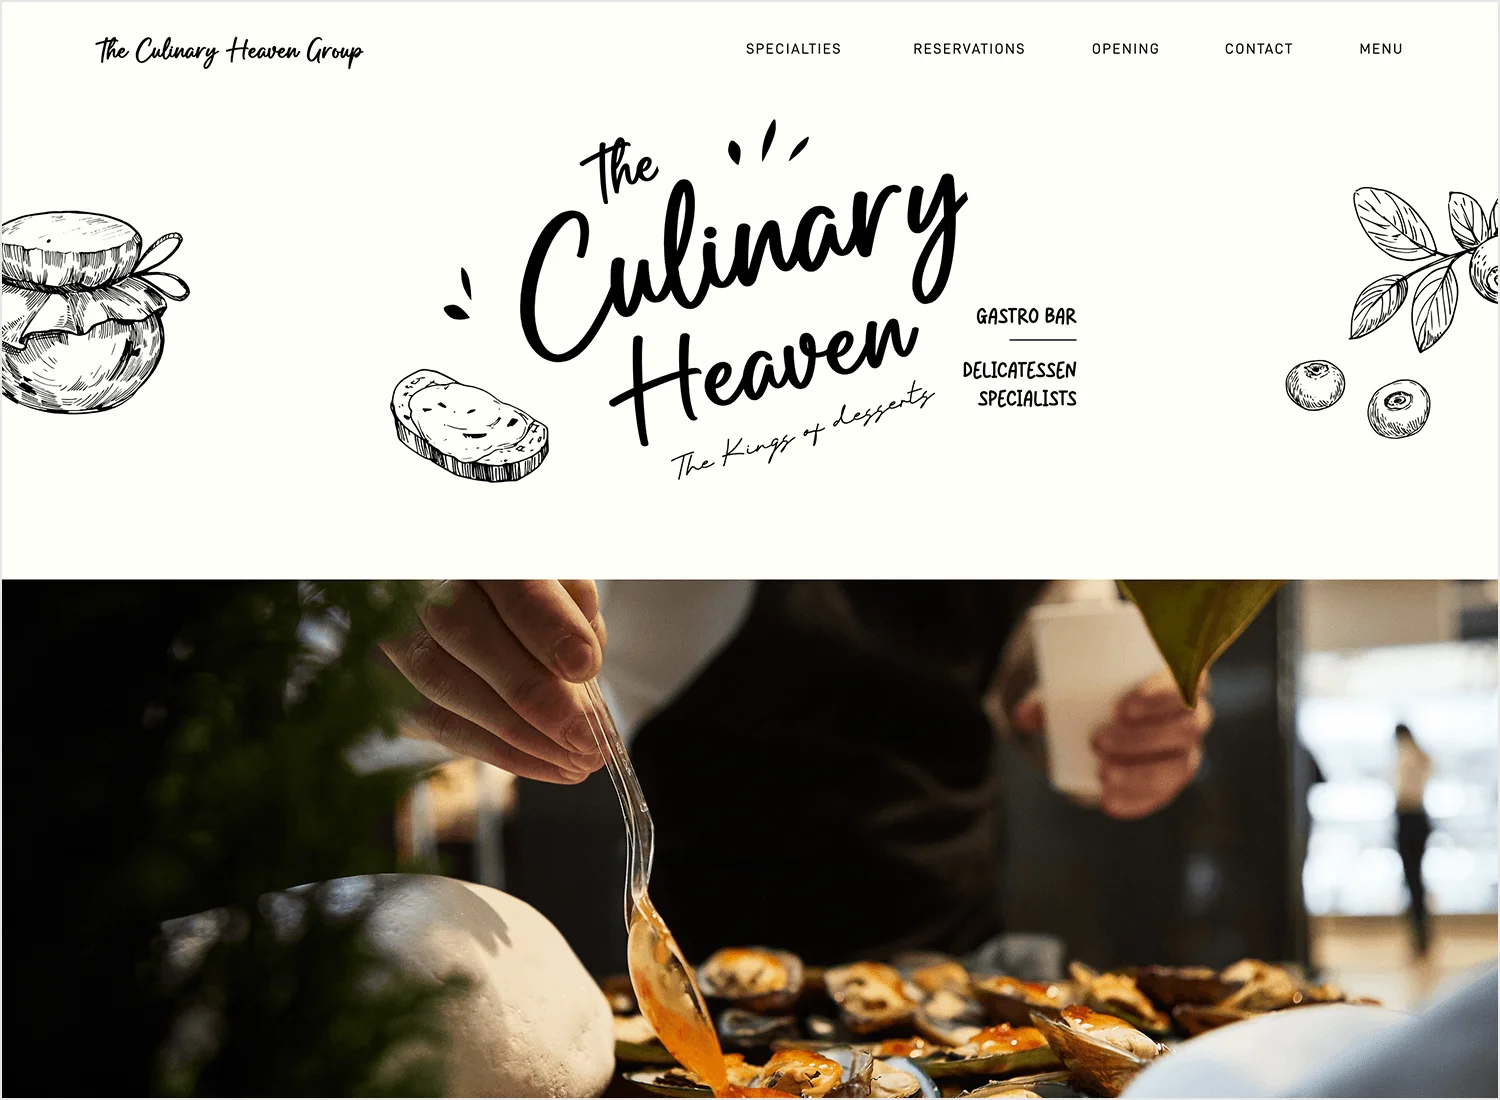 The Culinary Heaven Group
SPECIALTIES
RESERVATIONS
OPENING
CONTACT
MENU
The
Culinary
Heaven
The Kings of desserts
GASTRO BAR
DELICATESSEN
SPECIALISTS